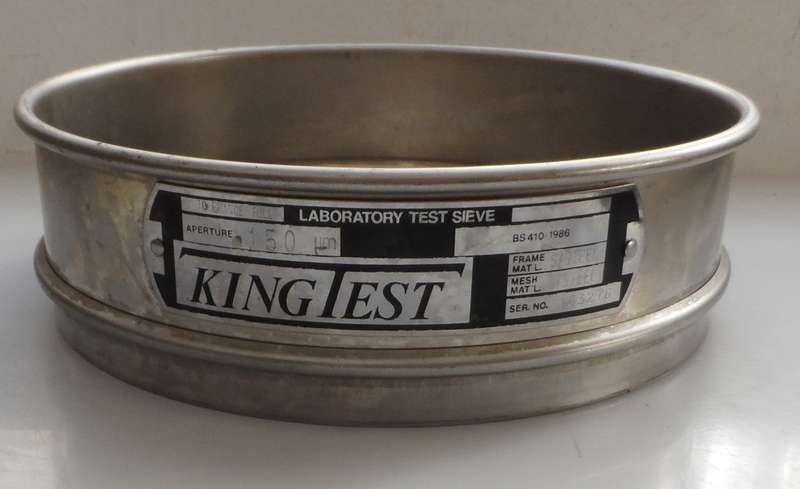 LABORATORY TEST SIEVE
APERTURE 150 µm
BS 410 1986
KINGTEST
FRAME MAT'L.
MESH MAT'L.
SER. NO.